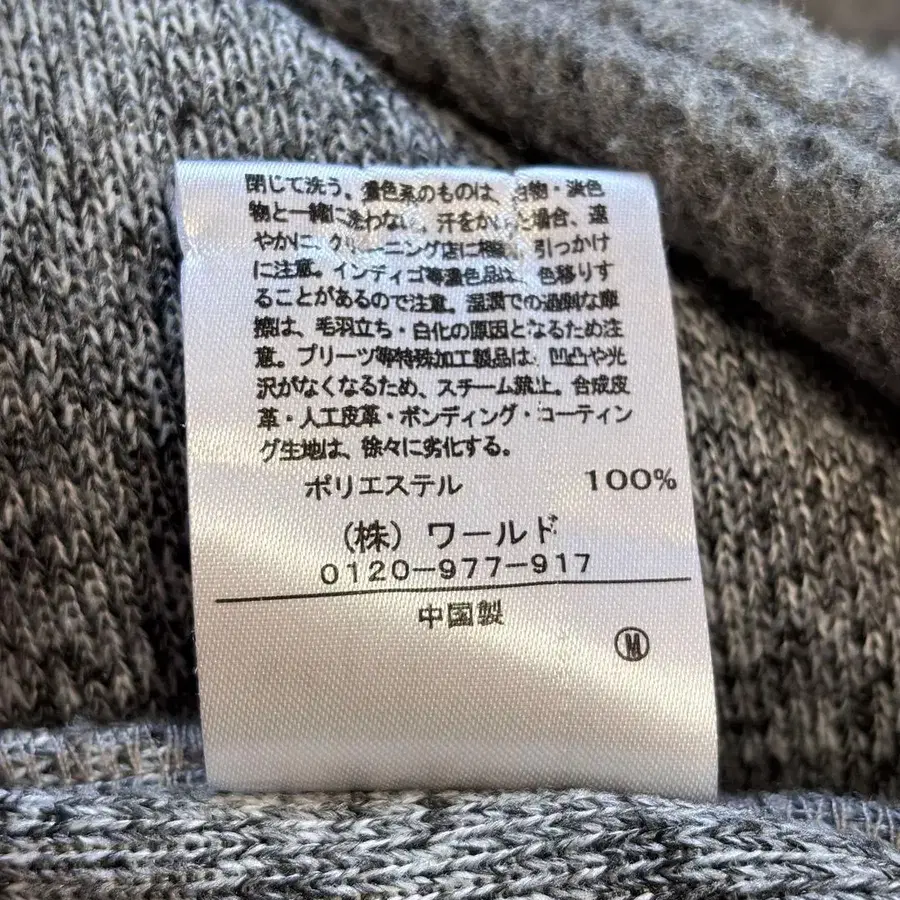 閉じて洗う。濃色系のものは、白物・淡色
物と一緒に洗わない。汗をかいた場合、速
やかに、クリーニング店に相談。引っかけ
に注意。インディゴ等濃色品は、色移りす
ることがあるので注意。湿潤での過剰な摩
擦は、毛羽立ち・白化の原因となるため注
意。プリーツ等特殊加工製品は、凹凸や光
沢がなくなるため、スチーム禁止。合成皮
革・人工皮革・ボンディング・コーティン
グ生地は、徐々に劣化する。
ポリエステル 100%
(株) ワールド
0120-977-917
中国製
Ⓜ